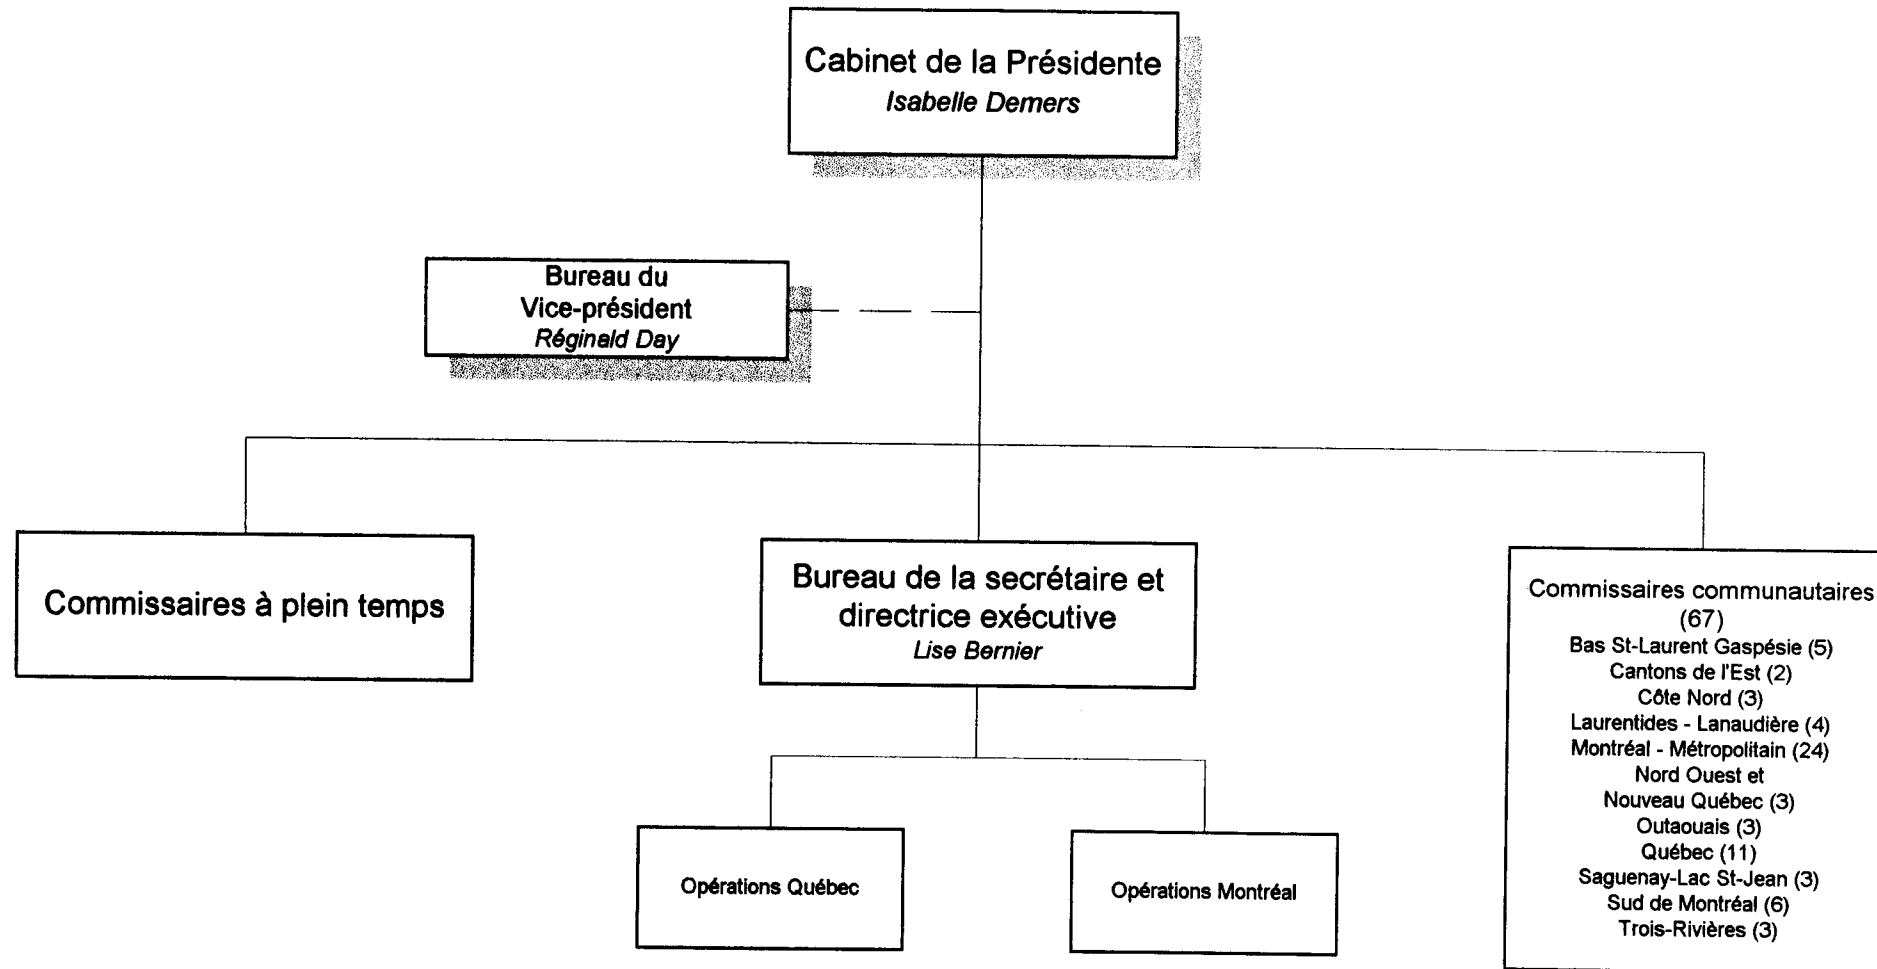 Cabinet de la Présidente
Isabelle Demers
Bureau du
Vice-président
Réginald Day
Commissaires à plein temps
Bureau de la secrétaire et
directrice exécutive
Lise Bernier
Commissaires communautaires
(67)
Bas St-Laurent Gaspésie (5)
Cantons de l'Est (2)
Côte Nord (3)
Laurentides - Lanaudière (4)
Montréal - Métropolitain (24)
Nord Ouest et
Nouveau Québec (3)
Outaouais (3)
Québec (11)
Saguenay-Lac St-Jean (3)
Sud de Montréal (6)
Trois-Rivières (3)
Opérations Québec
Opérations Montréal